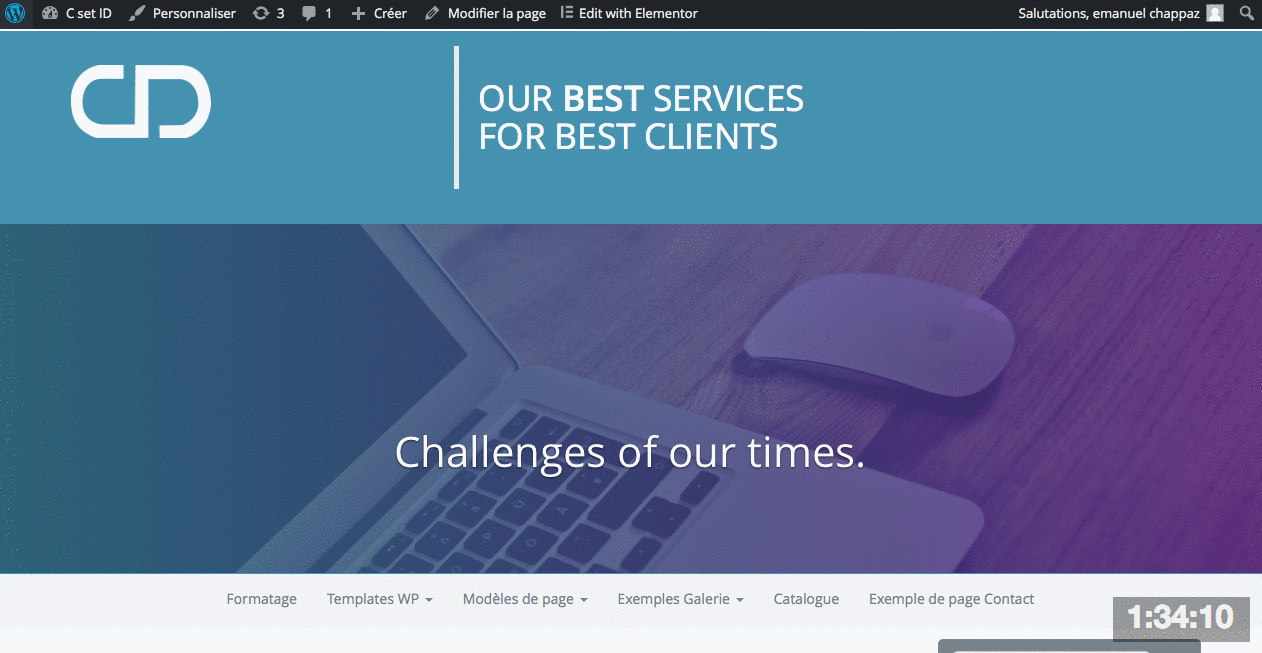 C set ID Personnaliser 3 1 Créer Modifier la page Edit with Elementor Salutations, emanuel chappaz
CD
OUR BEST SERVICES
FOR BEST CLIENTS
Challenges of our times.
Formatage Templates WP Modèles de page Exemples Galerie Catalogue Exemple de page Contact
1:34:10